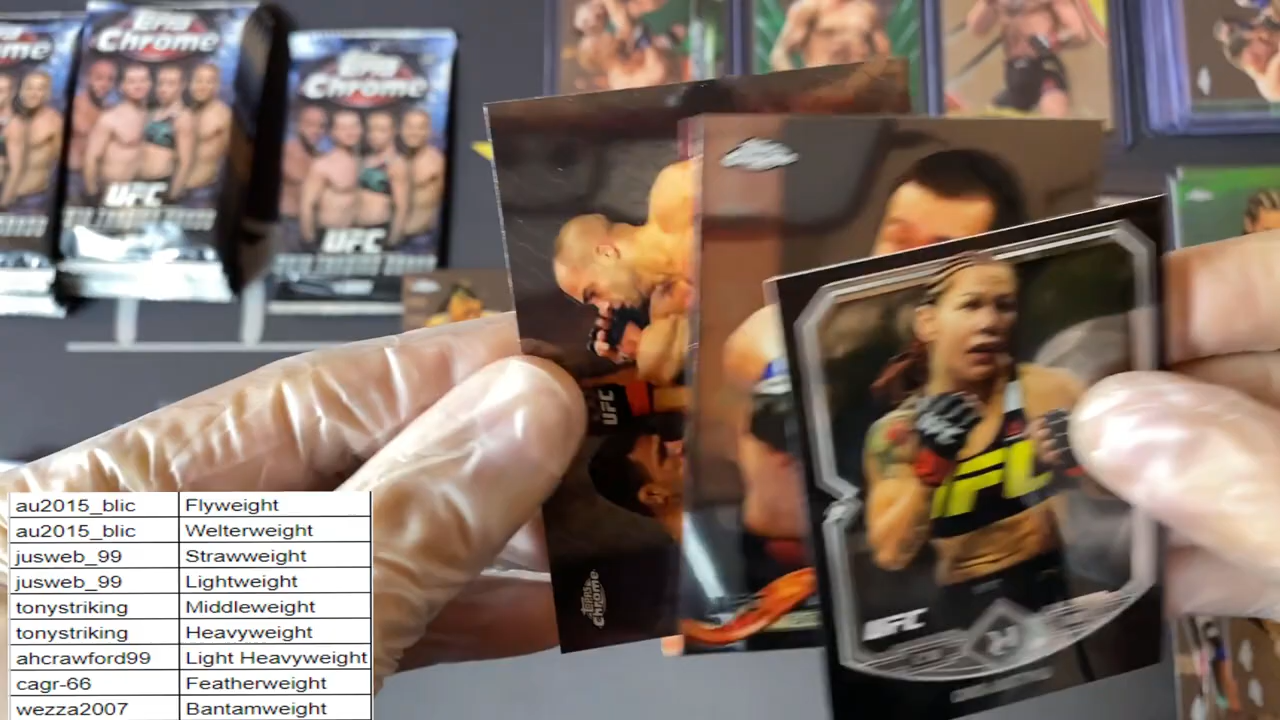 Chrome
Topps
Chrome
UFC
Topps
Chrome
UFC
UFC
Topps
Chrome
UFC
UFC
au2015_blic Flyweight
au2015_blic Welterweight
jusweb_99 Strawweight
jusweb_99 Lightweight
tonystriking Middleweight
tonystriking Heavyweight
ahcrawford99 Light Heavyweight
cagr-66 Featherweight
wezza2007 Bantamweight